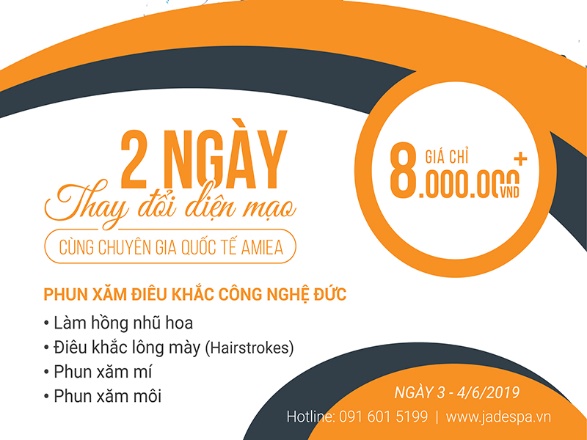 2 NGÀY
Thay đổi diện mạo
CÙNG CHUYÊN GIA QUỐC TẾ AMIEA
GIÁ CHỈ
8.000.000+
VND
PHUN XĂM ĐIÊU KHẮC CÔNG NGHỆ ĐỨC
• Làm hồng nhũ hoa
• Điêu khắc lông mày (Hairstrokes)
• Phun xăm mí
• Phun xăm môi
NGÀY 3 - 4/6/2019
Hotline: 091 601 5199 | www.jadespa.vn